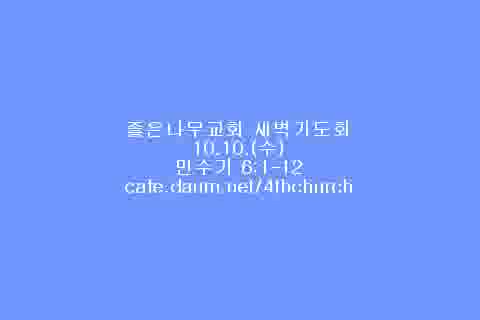 좋은나무교회 새벽기도회
10.10.(수)
민수기 6:1-12
cafe.daum.net/4thchurch